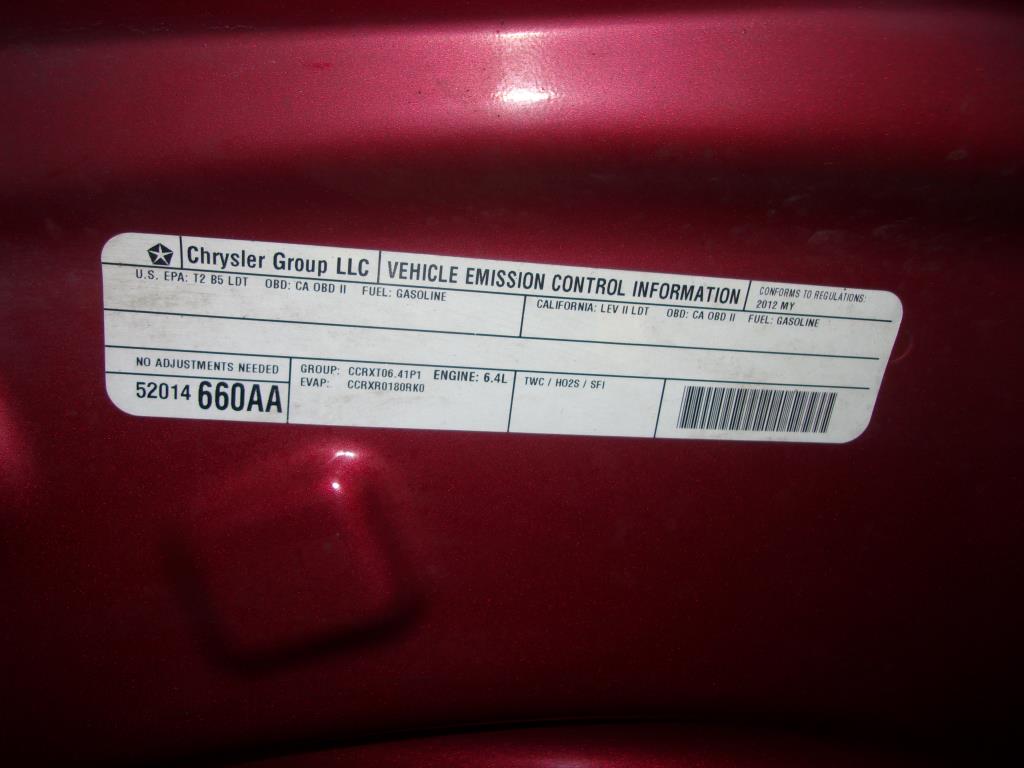 Chrysler Group LLC
VEHICLE EMISSION CONTROL INFORMATION
CONFORMS TO REGULATIONS:
2012 MY
U.S. EPA: T2 B5 LDT OBD: CA OBD II FUEL: GASOLINE
CALIFORNIA: LEV II LDT OBD: CA OBD II FUEL: GASOLINE
NO ADJUSTMENTS NEEDED
52014 660AA
GROUP: CCRXT06.41P1 ENGINE: 6.4L
EVAP: CCRXR0180RK0
TWC / HO2S / SFI